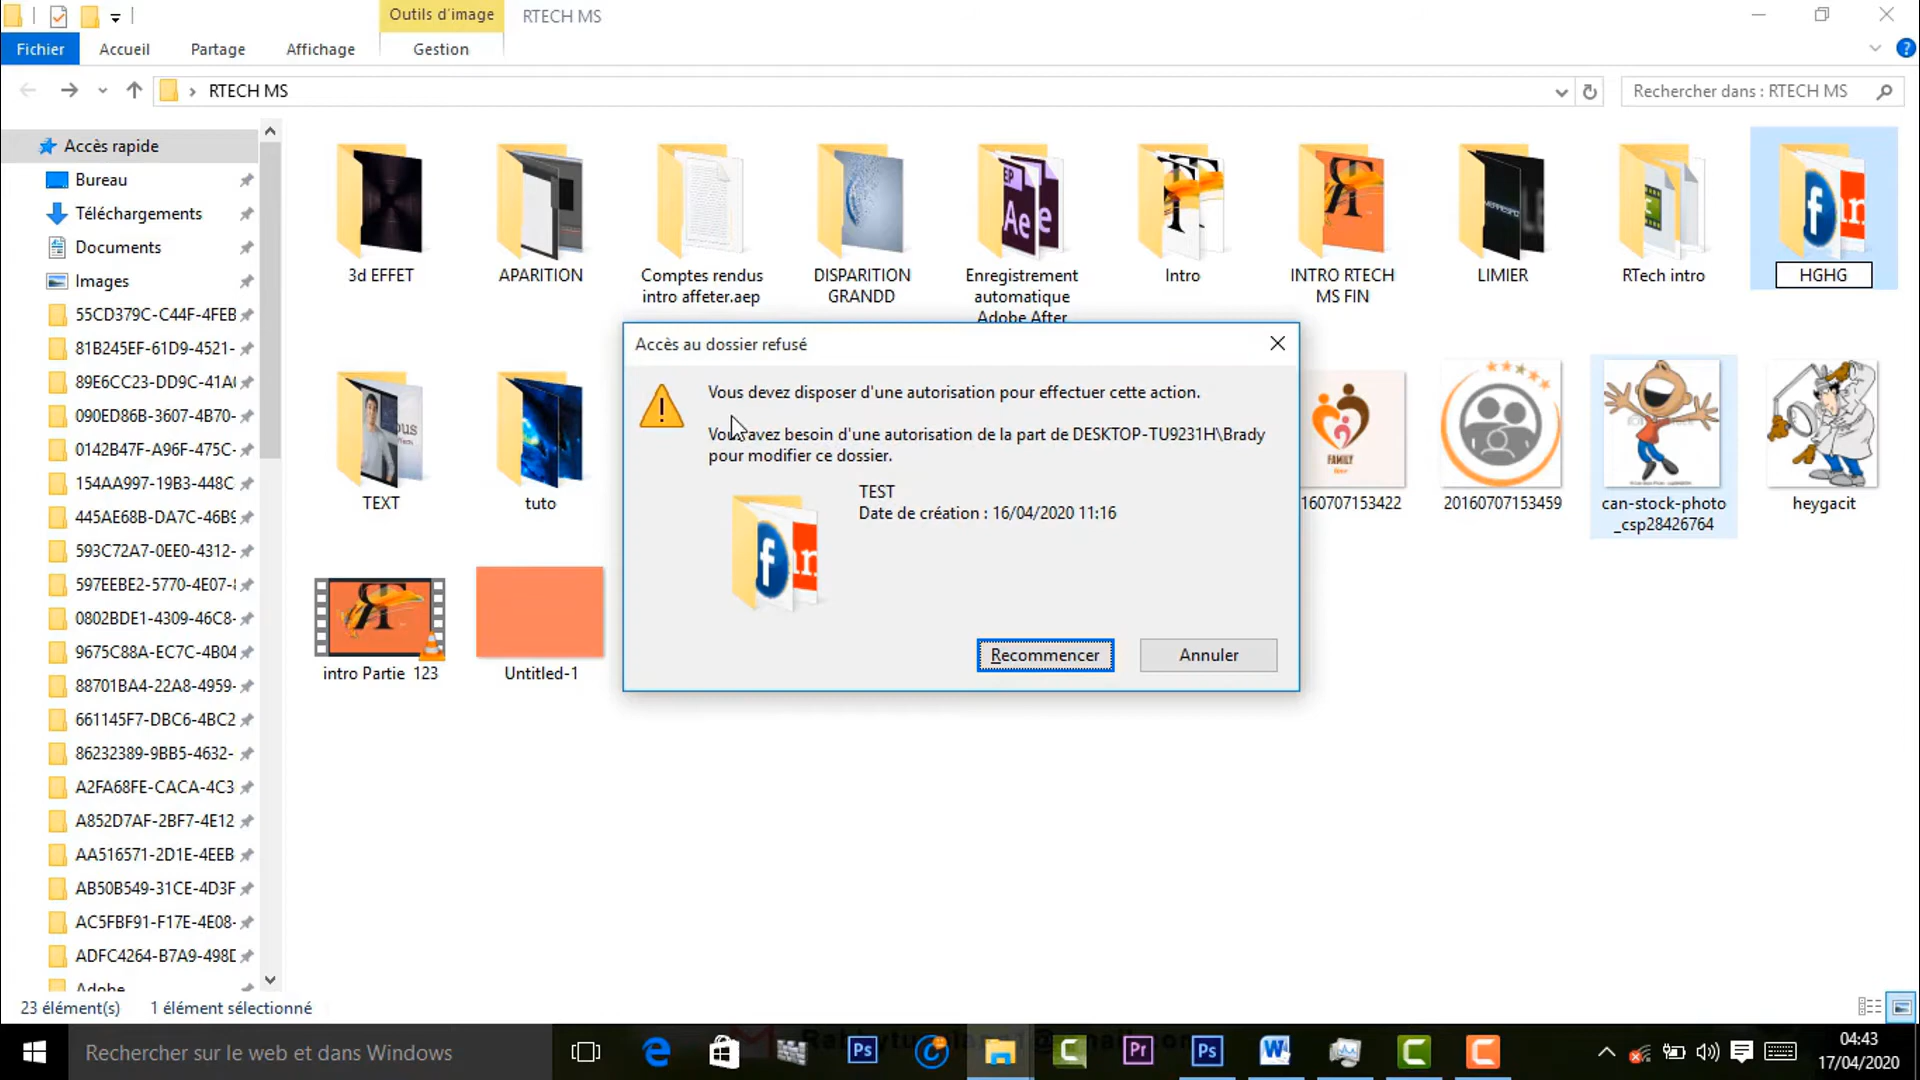 Outils d'image
RTECH MS
Fichier
Accueil
Partage
Affichage
Gestion
RTECH MS
Rechercher dans : RTECH MS
Accès rapide
Bureau
Téléchargements
Documents
Images
55CD379C-C44F-4FEB
81B245EF-61D9-4521-
89E6CC23-DD9C-41A
090ED86B-3607-4B70-
0142B47F-A96F-475C-
154AA997-19B3-448C
445AE68B-DA7C-46B9
593C72A7-0EE0-4312-
597EEBE2-5770-4E07-
0802BDE1-4309-46C8-
9675C88A-EC7C-4B04
88701BA4-22A8-4959-
661145F7-DBC6-4BC2
86232389-9BB5-4632-
A2FA68FE-CACA-4C3
A852D7AF-2BF7-4E12
AA516571-2D1E-4EEB
AB50B549-31CE-4D3F
AC5FBF91-F17E-4E08-
ADFC4264-B7A9-498D
Adobe
3d EFFET
APARITION
Comptes rendus
intro affeter.aep
DISPARITION
GRANDD
Enregistrement
automatique
Adobe After
Intro
INTRO RTECH
MS FIN
LIMIER
RTech intro
HGHG
TEXT
tuto
160707153422
20160707153459
can-stock-photo
_csp28426764
heygacit
FAMILY
intro Partie 123
Untitled-1
Accès au dossier refusé
Vous devez disposer d'une autorisation pour effectuer cette action.
Vous avez besoin d'une autorisation de la part de DESKTOP-TU9231H\Brady
pour modifier ce dossier.
TEST
Date de création : 16/04/2020 11:16
Recommencer
Annuler
23 élément(s)
1 élément sélectionné
Rechercher sur le web et dans Windows
04:43
17/04/2020